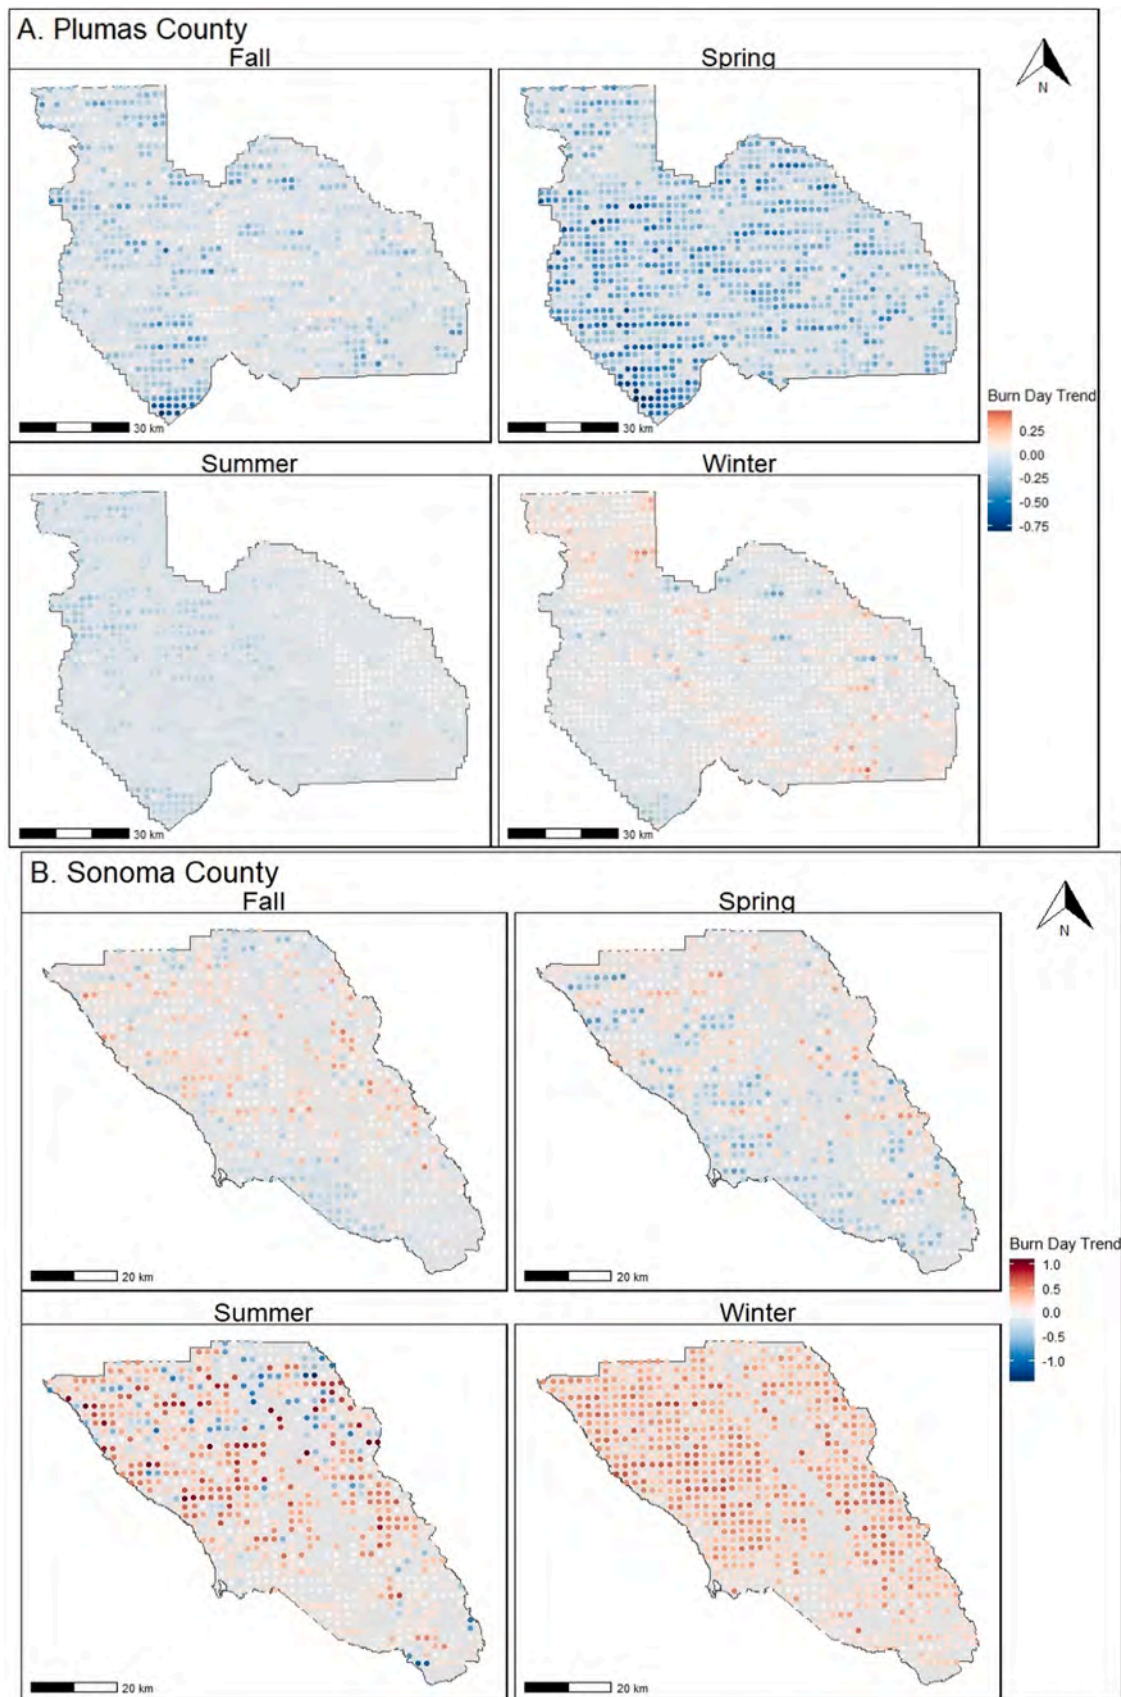 A. Plumas County
Fall
Spring
N
30 km
30 km
Burn Day Trend
0.25
0.00
-0.25
-0.50
-0.75
Summer
Winter
30 km
30 km
B. Sonoma County
Fall
Spring
N
20 km
20 km
Burn Day Trend
1.0
0.5
0.0
-0.5
-1.0
Summer
Winter
20 km
20 km